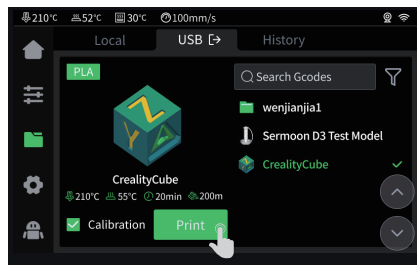 210°C 52°C 30°C 100mm/s
Local USB History
PLA
Search Gcodes
wenjianjia1
Sermoon D3 Test Model
CrealityCube
CrealityCube
210°C 55°C 20min 200m
Calibration Print